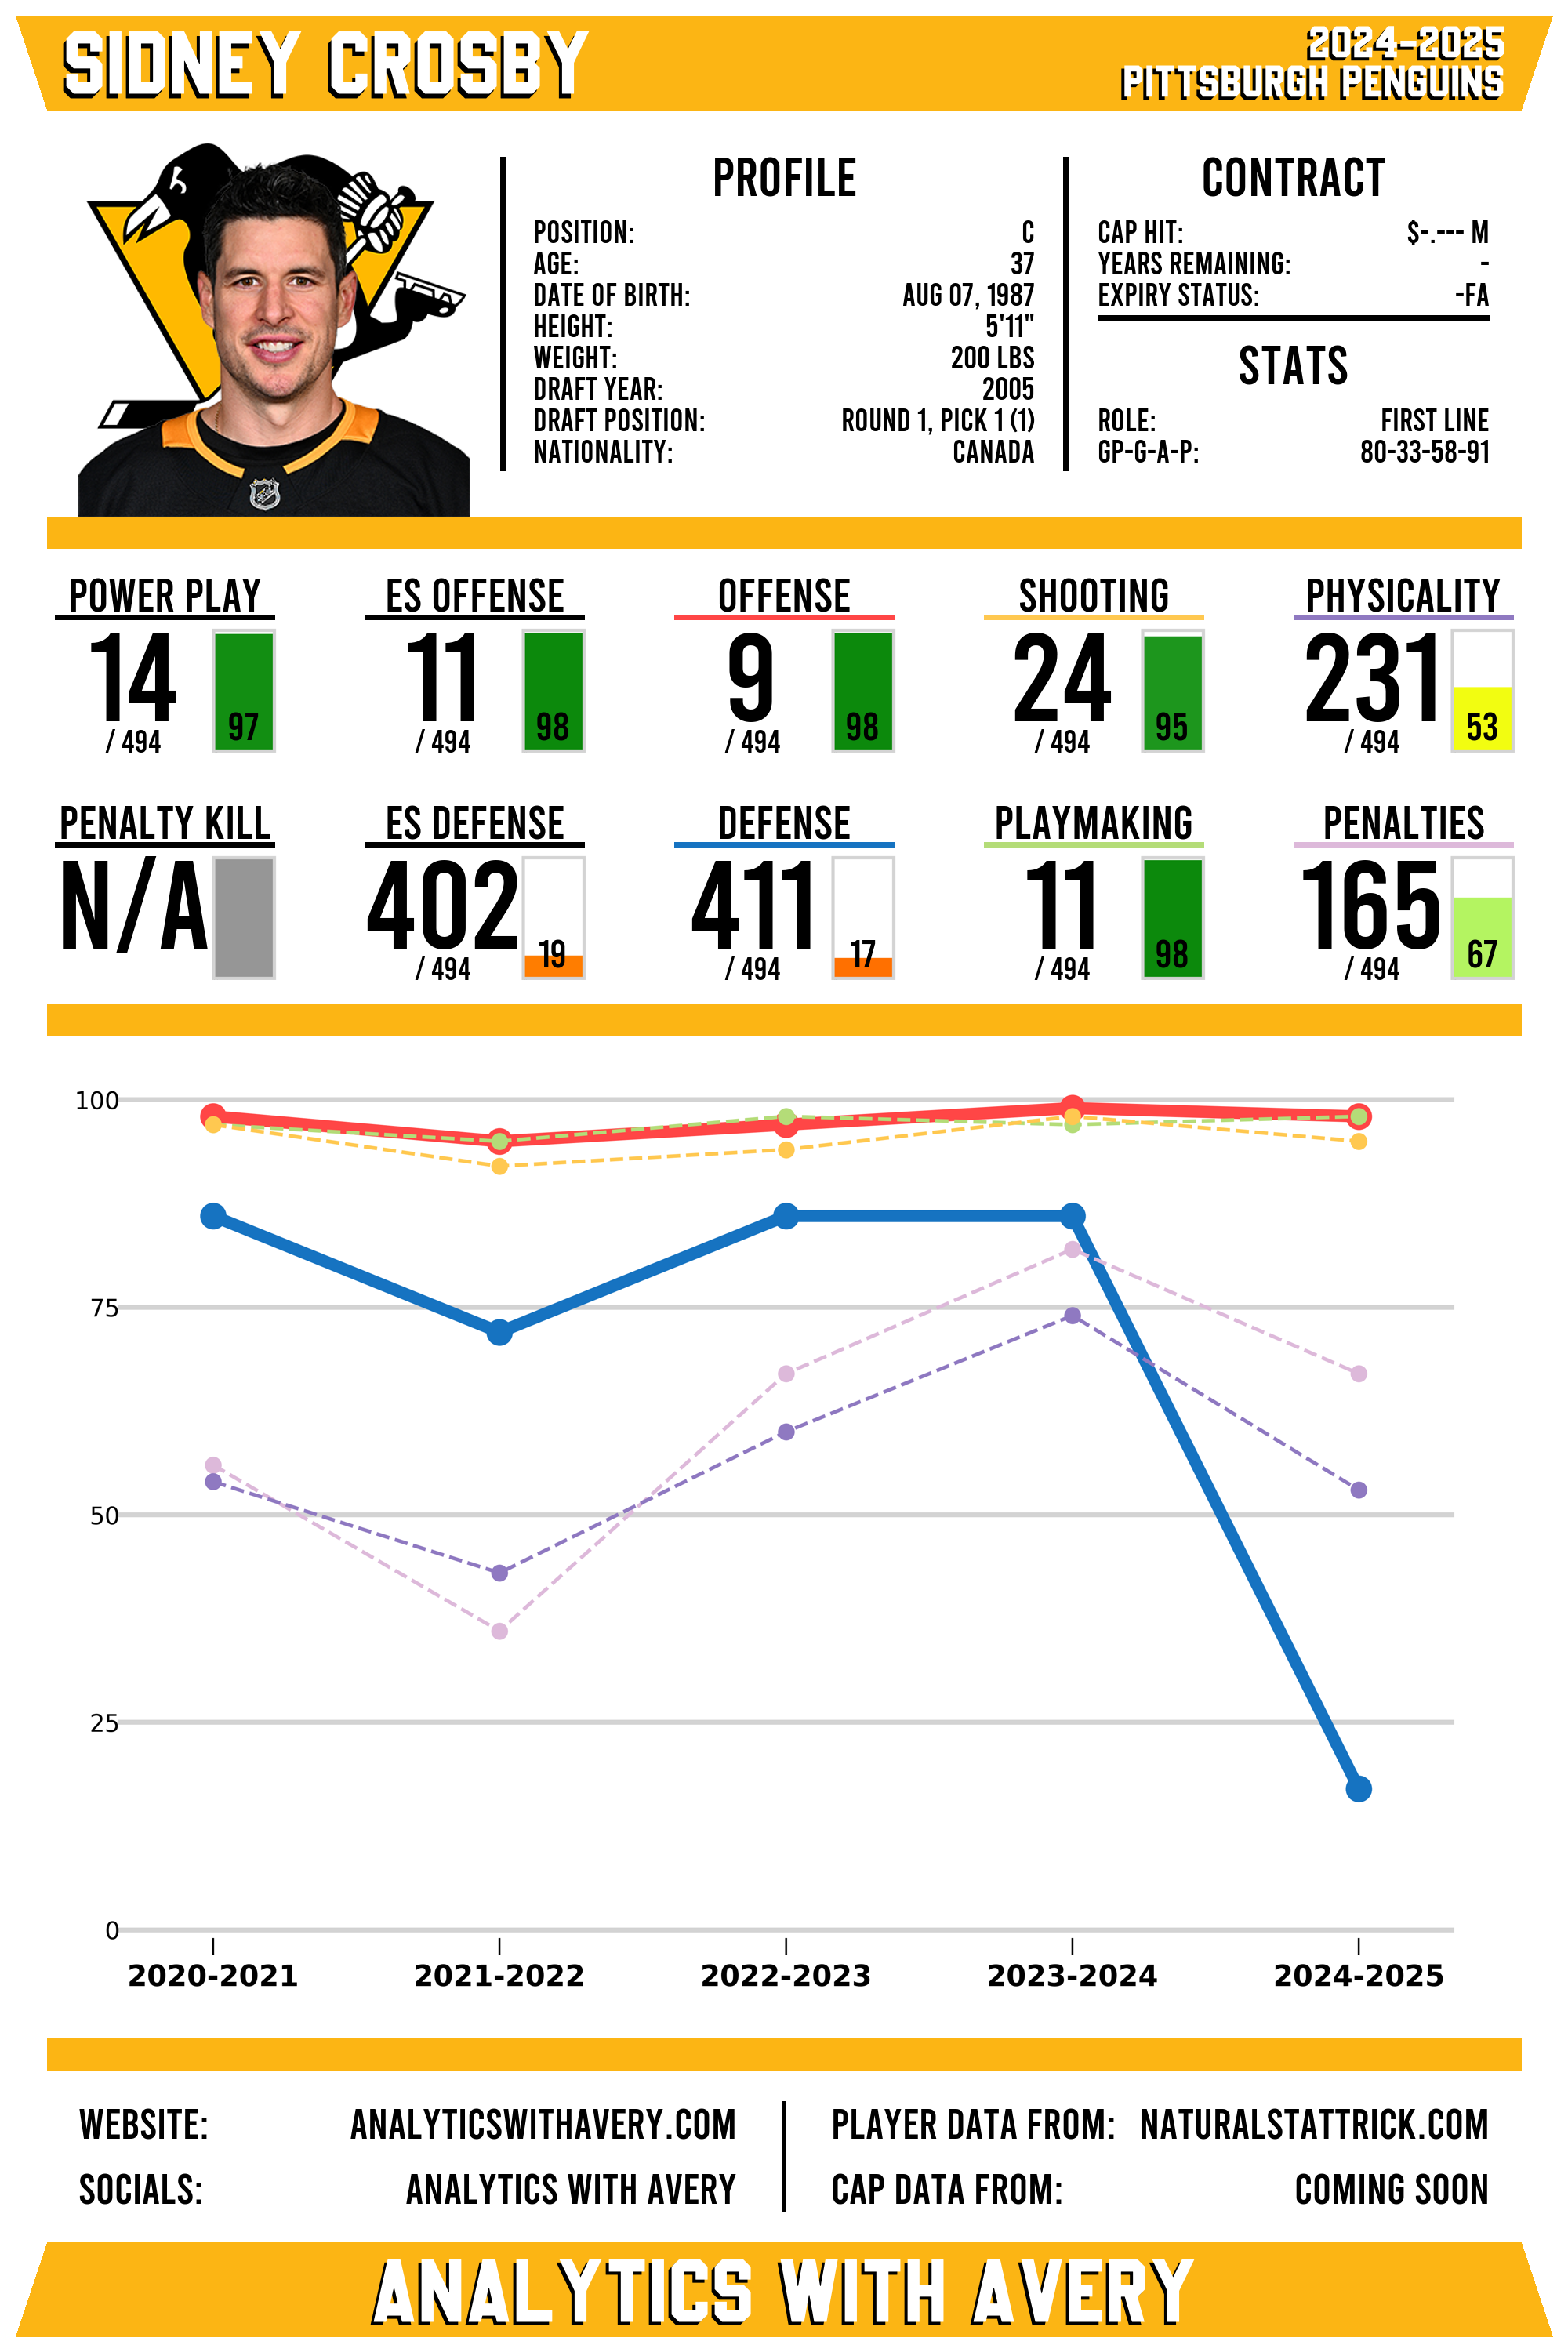 SIDNEY CROSBY
2024-2025
PITTSBURGH PENGUINS
PROFILE
POSITION: C
AGE: 37
DATE OF BIRTH: AUG 07, 1987
HEIGHT: 5'11"
WEIGHT: 200 LBS
DRAFT YEAR: 2005
DRAFT POSITION: ROUND 1, PICK 1 (1)
NATIONALITY: CANADA
CONTRACT
CAP HIT: $-.--- M
YEARS REMAINING: -
EXPIRY STATUS: -FA
STATS
ROLE: FIRST LINE
GP-G-A-P: 80-33-58-91
POWER PLAY
14
/ 494
97
ES OFFENSE
11
/ 494
98
OFFENSE
9
/ 494
98
SHOOTING
24
/ 494
95
PHYSICALITY
231
/ 494
53
PENALTY KILL
N/A
ES DEFENSE
402
/ 494
19
DEFENSE
411
/ 494
17
PLAYMAKING
11
/ 494
98
PENALTIES
165
/ 494
67
100
75
50
25
0
2020-2021 2021-2022 2022-2023 2023-2024 2024-2025
WEBSITE: ANALYTICSWITHAVERY.COM
SOCIALS: ANALYTICS WITH AVERY
PLAYER DATA FROM: NATURALSTATTRICK.COM
CAP DATA FROM: COMING SOON
ANALYTICS WITH AVERY